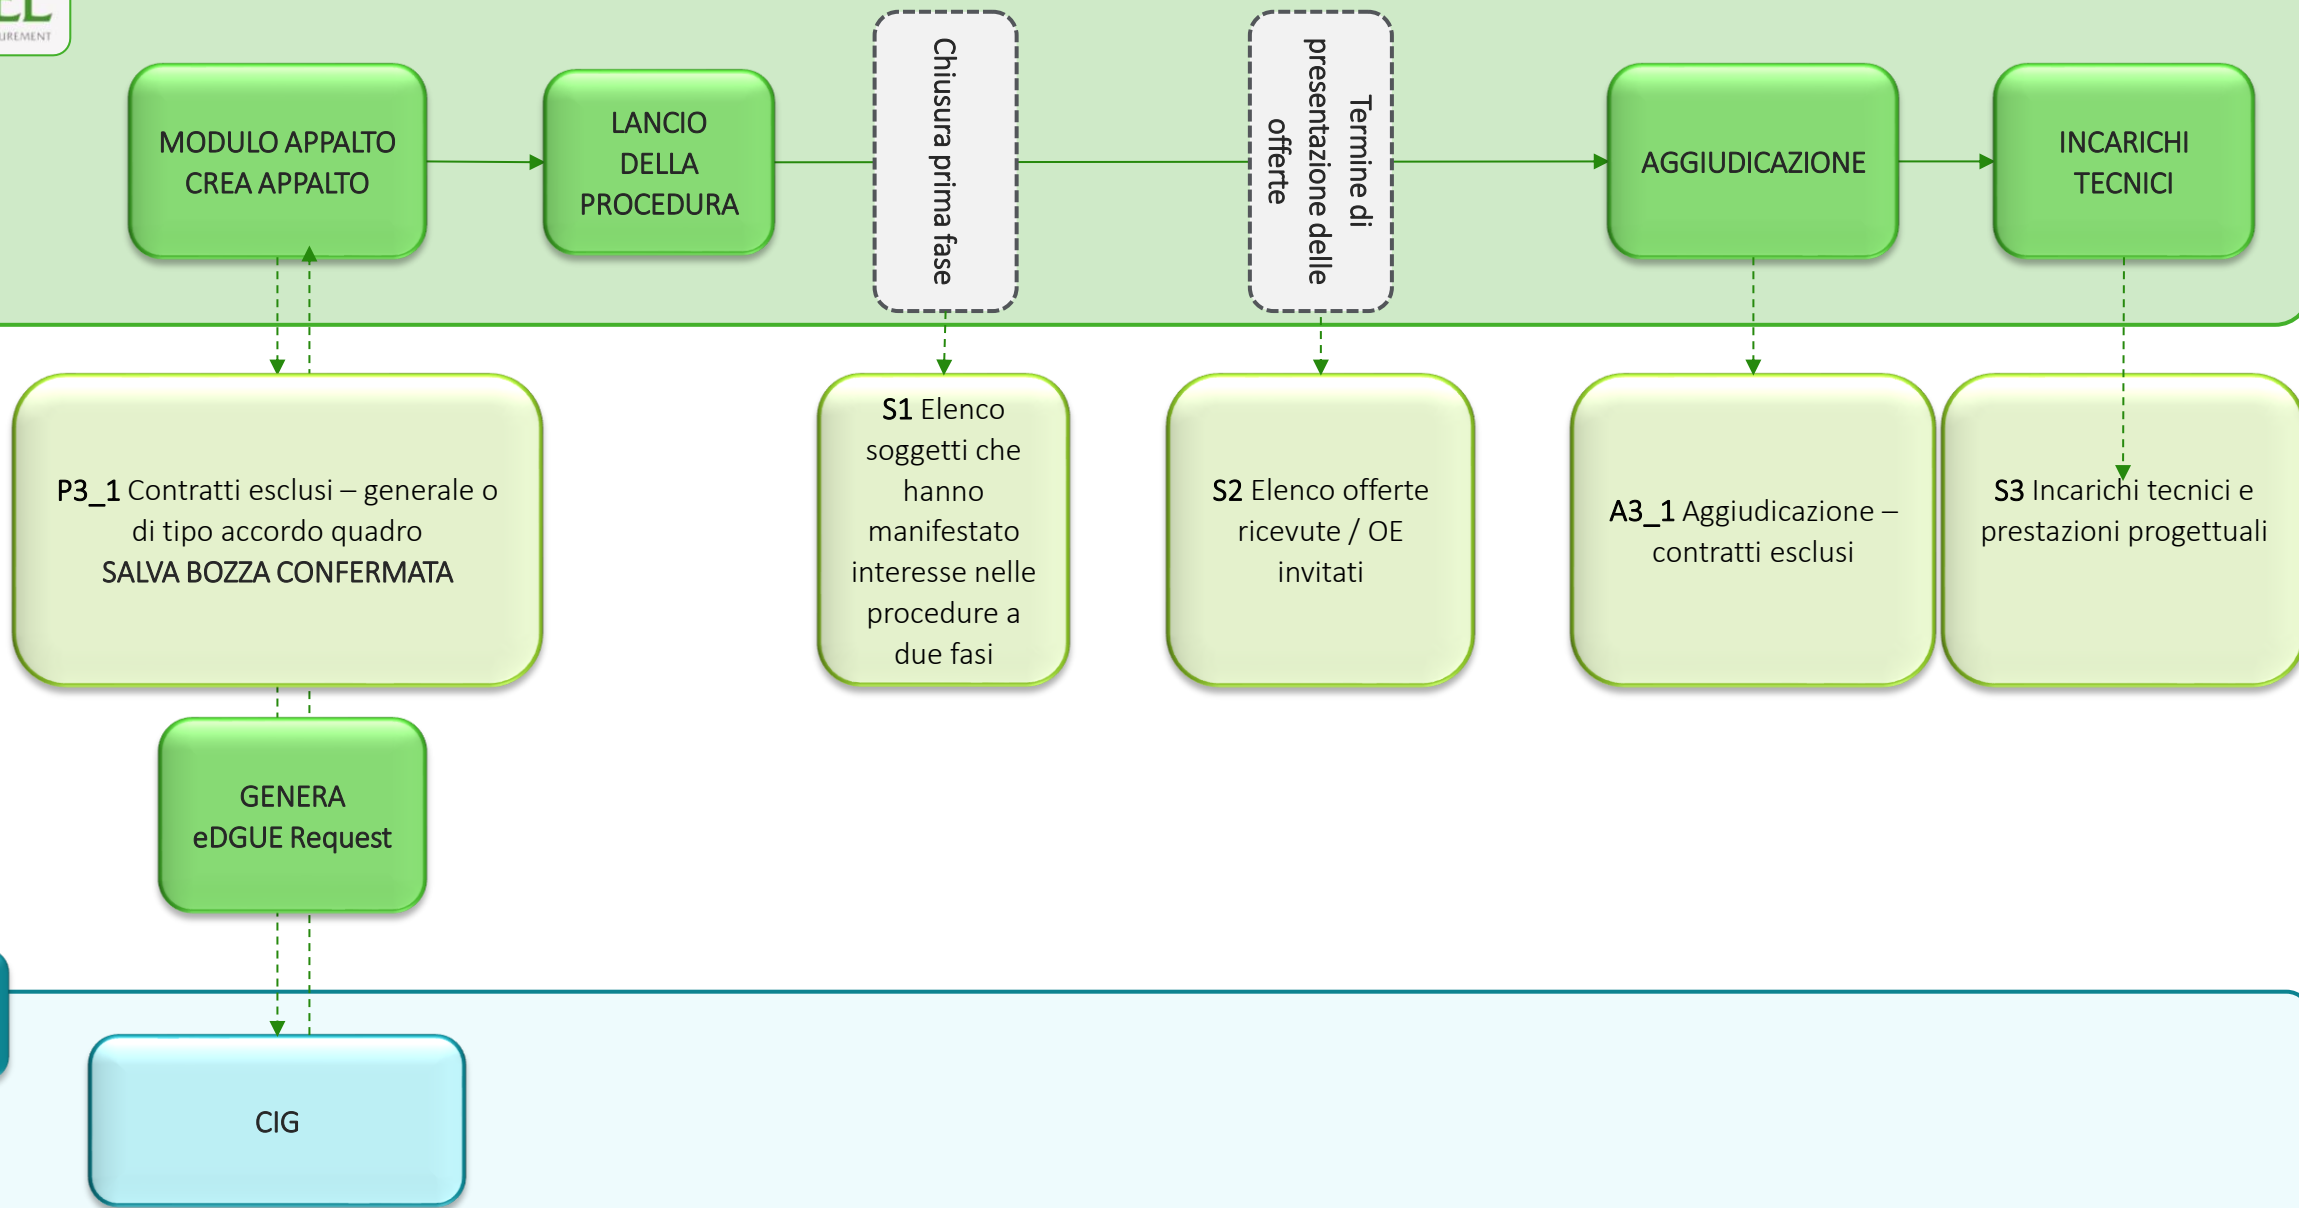 UREMENT
MODULO APPALTO
CREA APPALTO
LANCIO
DELLA
PROCEDURA
Chiusura prima fase
Termine di
presentazione delle
offerte
AGGIUDICAZIONE
INCARICHI
TECNICI
P3_1 Contratti esclusi – generale o
di tipo accordo quadro
SALVA BOZZA CONFERMATA
S1 Elenco
soggetti che
hanno
manifestato
interesse nelle
procedure a
due fasi
S2 Elenco offerte
ricevute / OE
invitati
A3_1 Aggiudicazione –
contratti esclusi
S3 Incarichi tecnici e
prestazioni progettuali
GENERA
eDGUE Request
CIG